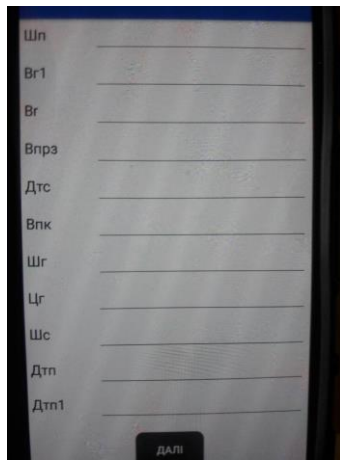 Шп
Вг1
Вг
Впрз
Дтс
Впк
Шг
Цг
Шс
Дтп
Дтп1
ДАЛІ